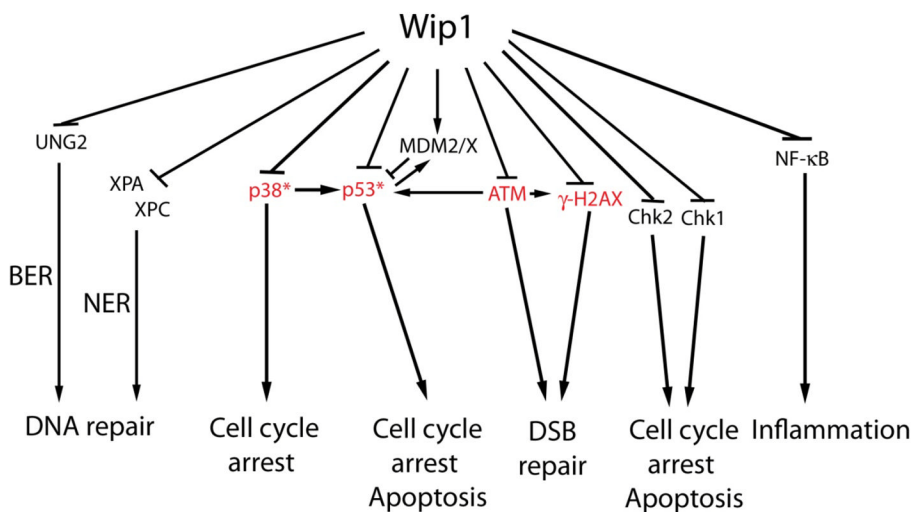 Wip1
UNG2
MDM2/X
NF-κB
XPA
XPC
p38*
p53*
ATM
γ-H2AX
Chk2
Chk1
BER
NER
DNA repair
Cell cycle
arrest
Cell cycle
arrest
Apoptosis
DSB
repair
Cell cycle
arrest
Apoptosis
Inflammation